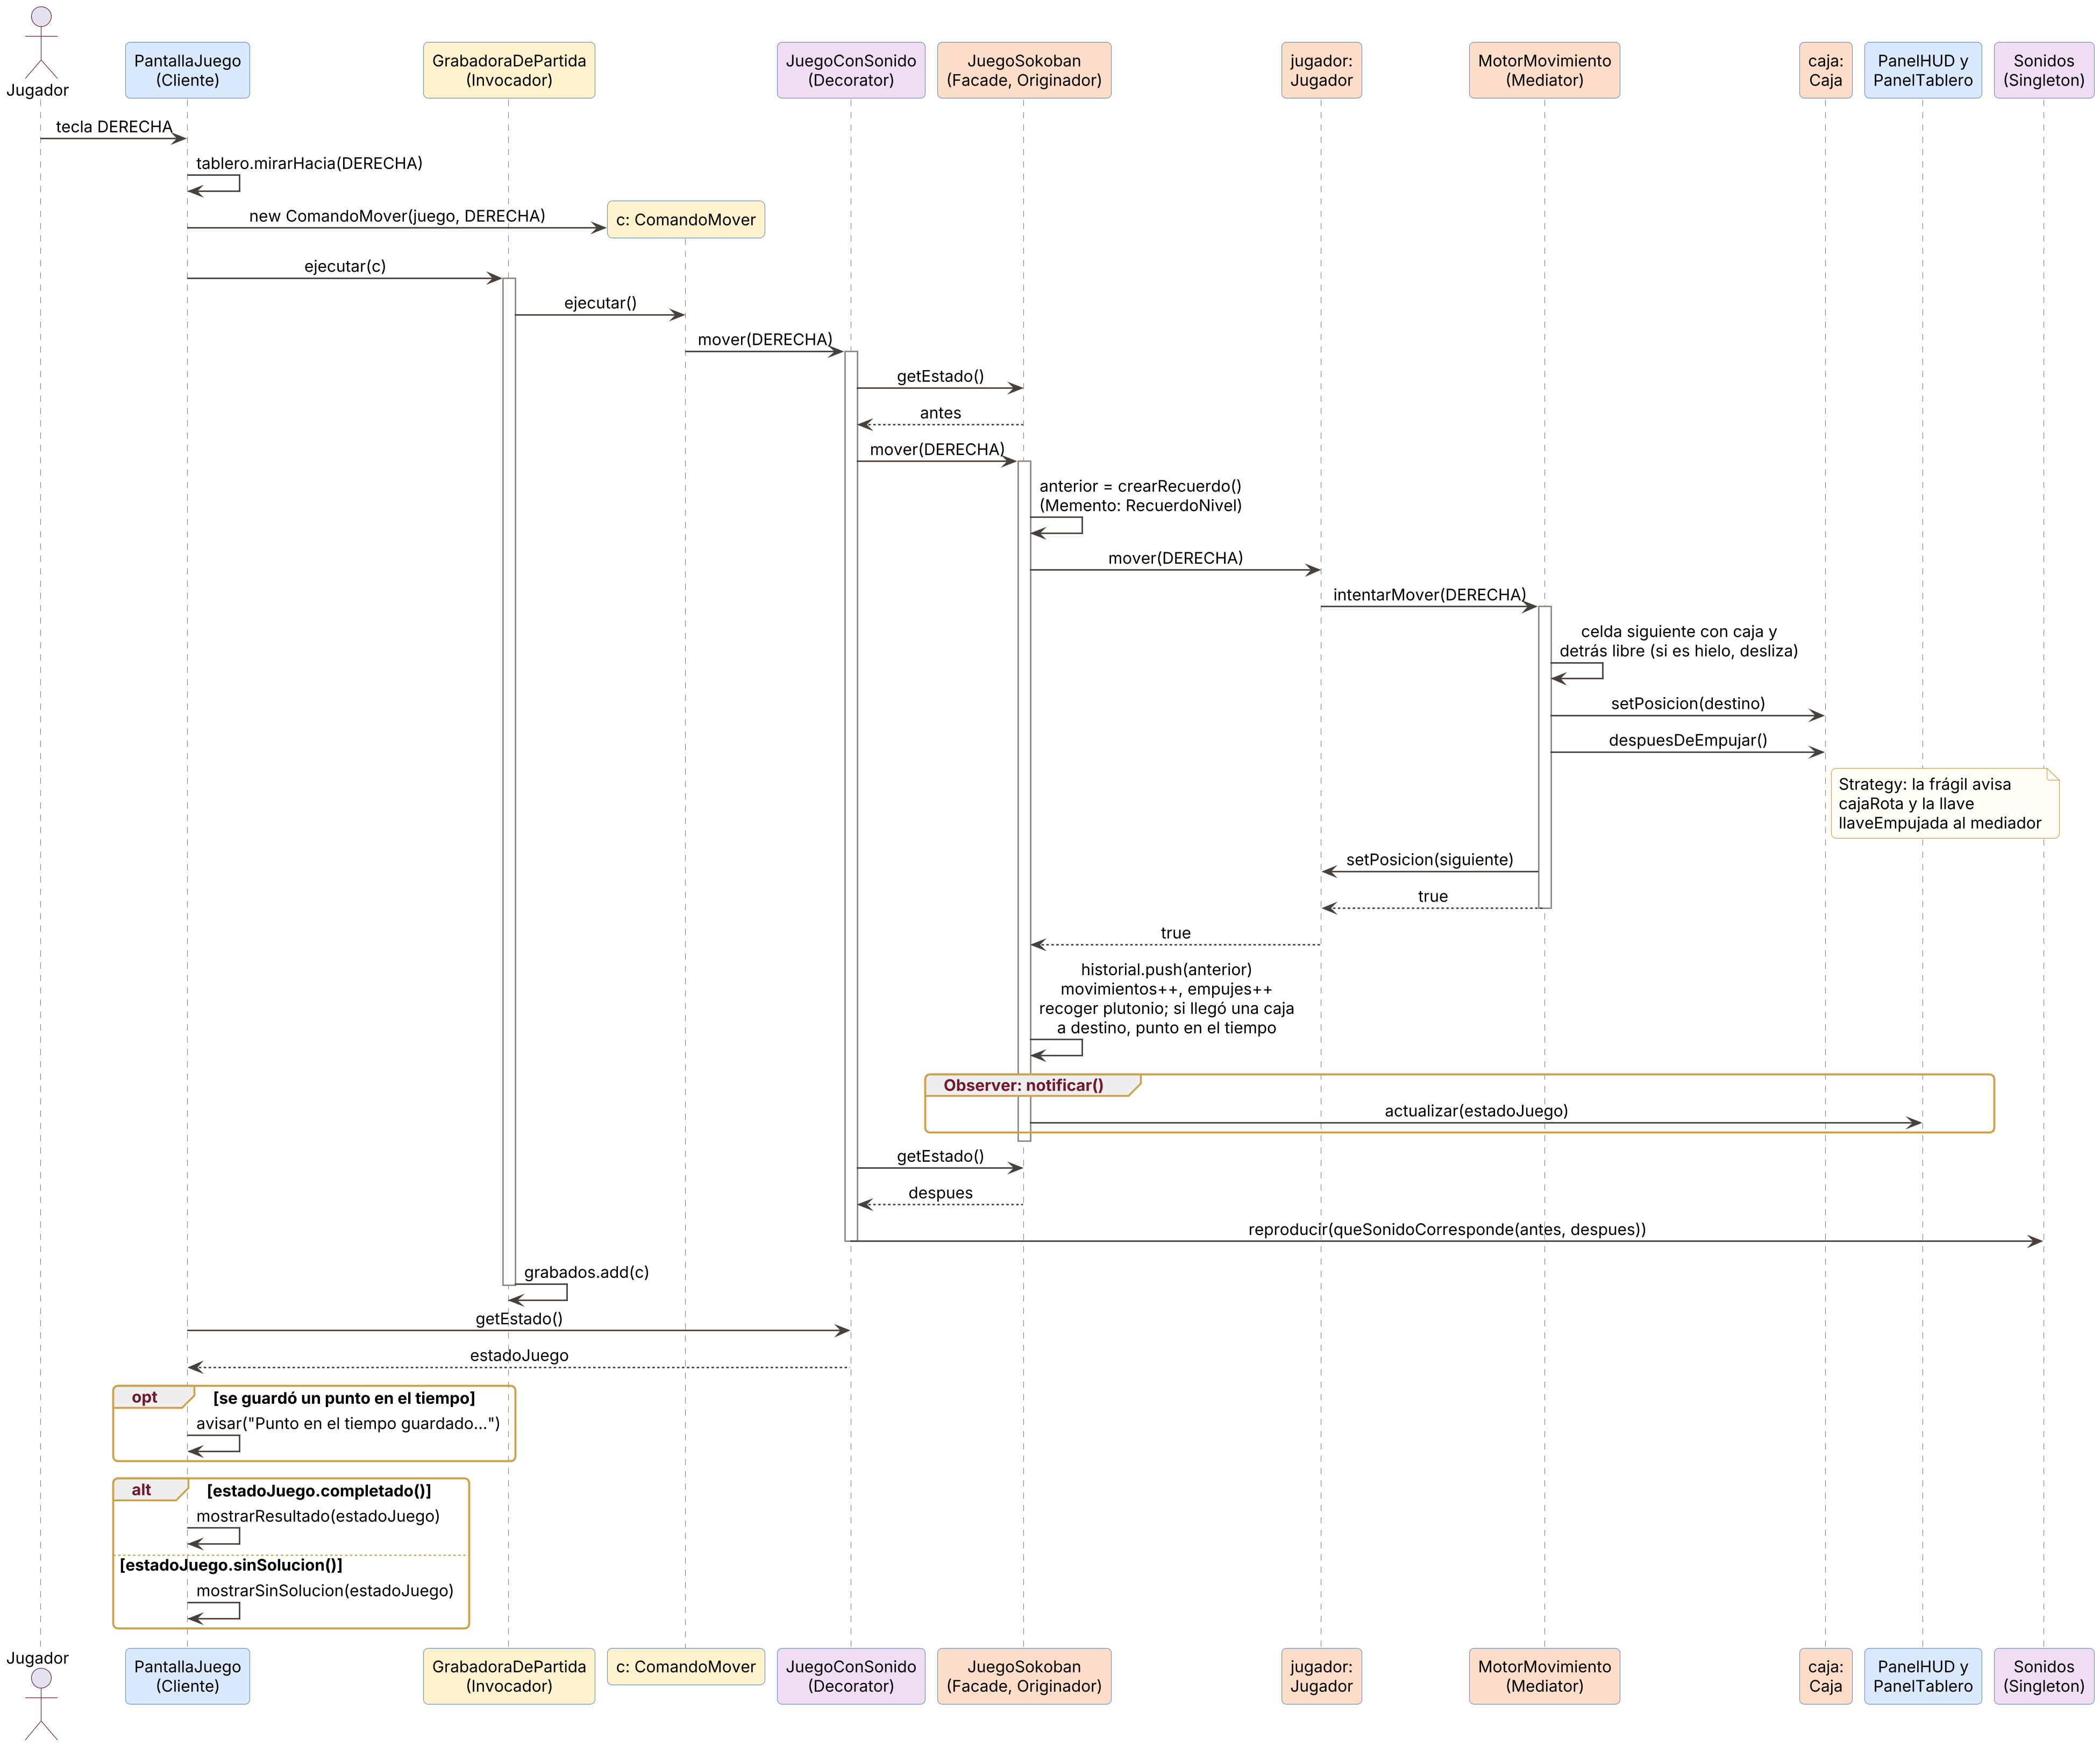 Jugador
PantallaJuego
(Cliente)
GrabadoraDePartida
(Invocador)
JuegoConSonido
(Decorator)
JuegoSokoban
(Facade, Originador)
jugador:
Jugador
MotorMovimiento
(Mediator)
caja:
Caja
PanelHUD y
PanelTablero
Sonidos
(Singleton)
tecla DERECHA
tablero.mirarHacia(DERECHA)
new ComandoMover(juego, DERECHA)
c: ComandoMover
ejecutar(c)
ejecutar()
mover(DERECHA)
getEstado()
antes
mover(DERECHA)
anterior = crearRecuerdo()
(Memento: RecuerdoNivel)
mover(DERECHA)
intentarMover(DERECHA)
celda siguiente con caja y
detrás libre (si es hielo, desliza)
setPosicion(destino)
despuesDeEmpujar()
Strategy: la frágil avisa
cajaRota y la llave
llaveEmpujada al mediador
setPosicion(siguiente)
true
true
historial.push(anterior)
movimientos++, empujes++
recoger plutonio; si llegó una caja
a destino, punto en el tiempo
Observer: notificar()
actualizar(estadoJuego)
getEstado()
despues
reproducir(queSonidoCorresponde(antes, despues))
grabados.add(c)
getEstado()
estadoJuego
opt [se guardó un punto en el tiempo]
avisar("Punto en el tiempo guardado...")
alt [estadoJuego.completado()]
mostrarResultado(estadoJuego)
[estadoJuego.sinSolucion()]
mostrarSinSolucion(estadoJuego)
Jugador
PantallaJuego
(Cliente)
GrabadoraDePartida
(Invocador)
c: ComandoMover
JuegoConSonido
(Decorator)
JuegoSokoban
(Facade, Originador)
jugador:
Jugador
MotorMovimiento
(Mediator)
caja:
Caja
PanelHUD y
PanelTablero
Sonidos
(Singleton)